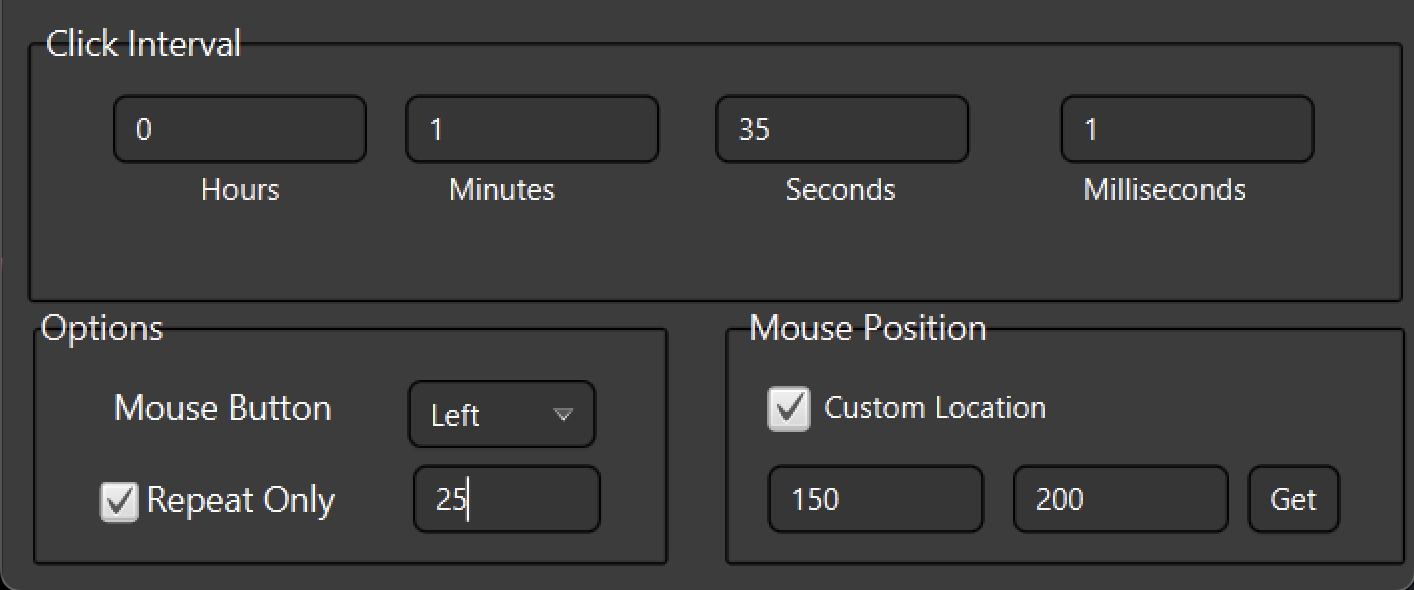 Click Interval
0 1 35 1
Hours Minutes Seconds Milliseconds
Options
Mouse Button Left
Repeat Only 25
Mouse Position
Custom Location
150 200 Get